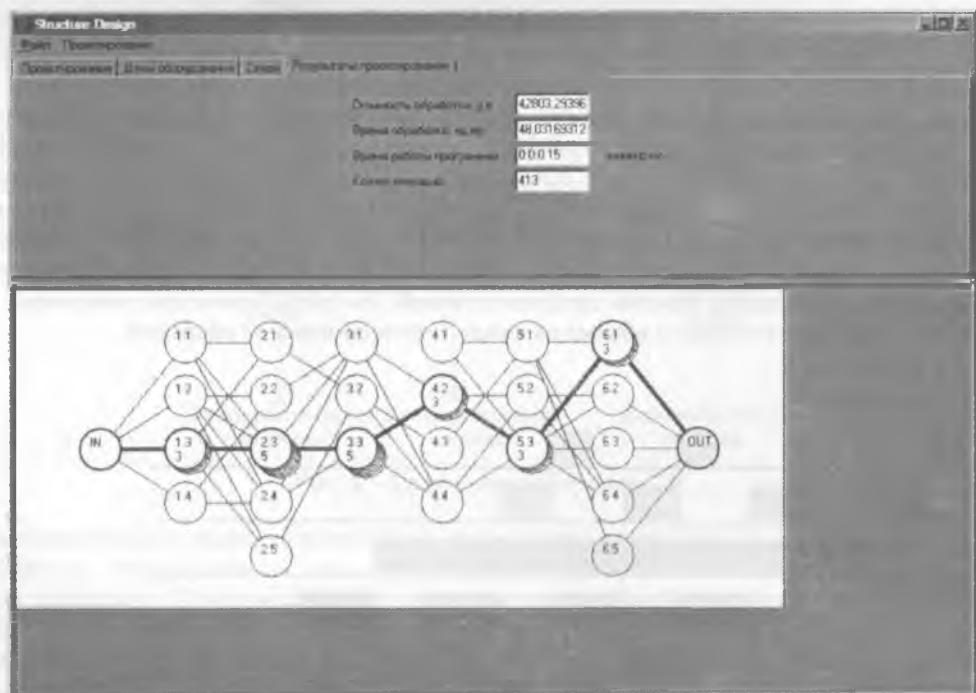 Structure Design
Файл Проектирование
Проектирование Цены оборудования Схема Результаты проектирования
Стоимость обработки, у.е. 42803,29396
Время обработки, ед.вр. 48,03169312
Время работы программы 0:0:0.15
Кол-во итераций 413
1.1 2.1 3.1 4.1 5.1 6.1
3
1.2 2.2 3.2 4.2 5.2 6.2
3
IN 1.3 2.3 3.3 4.3 5.3 6.3 OUT
3 5 5 3
1.4 2.4 4.4 6.4
2.5 6.5